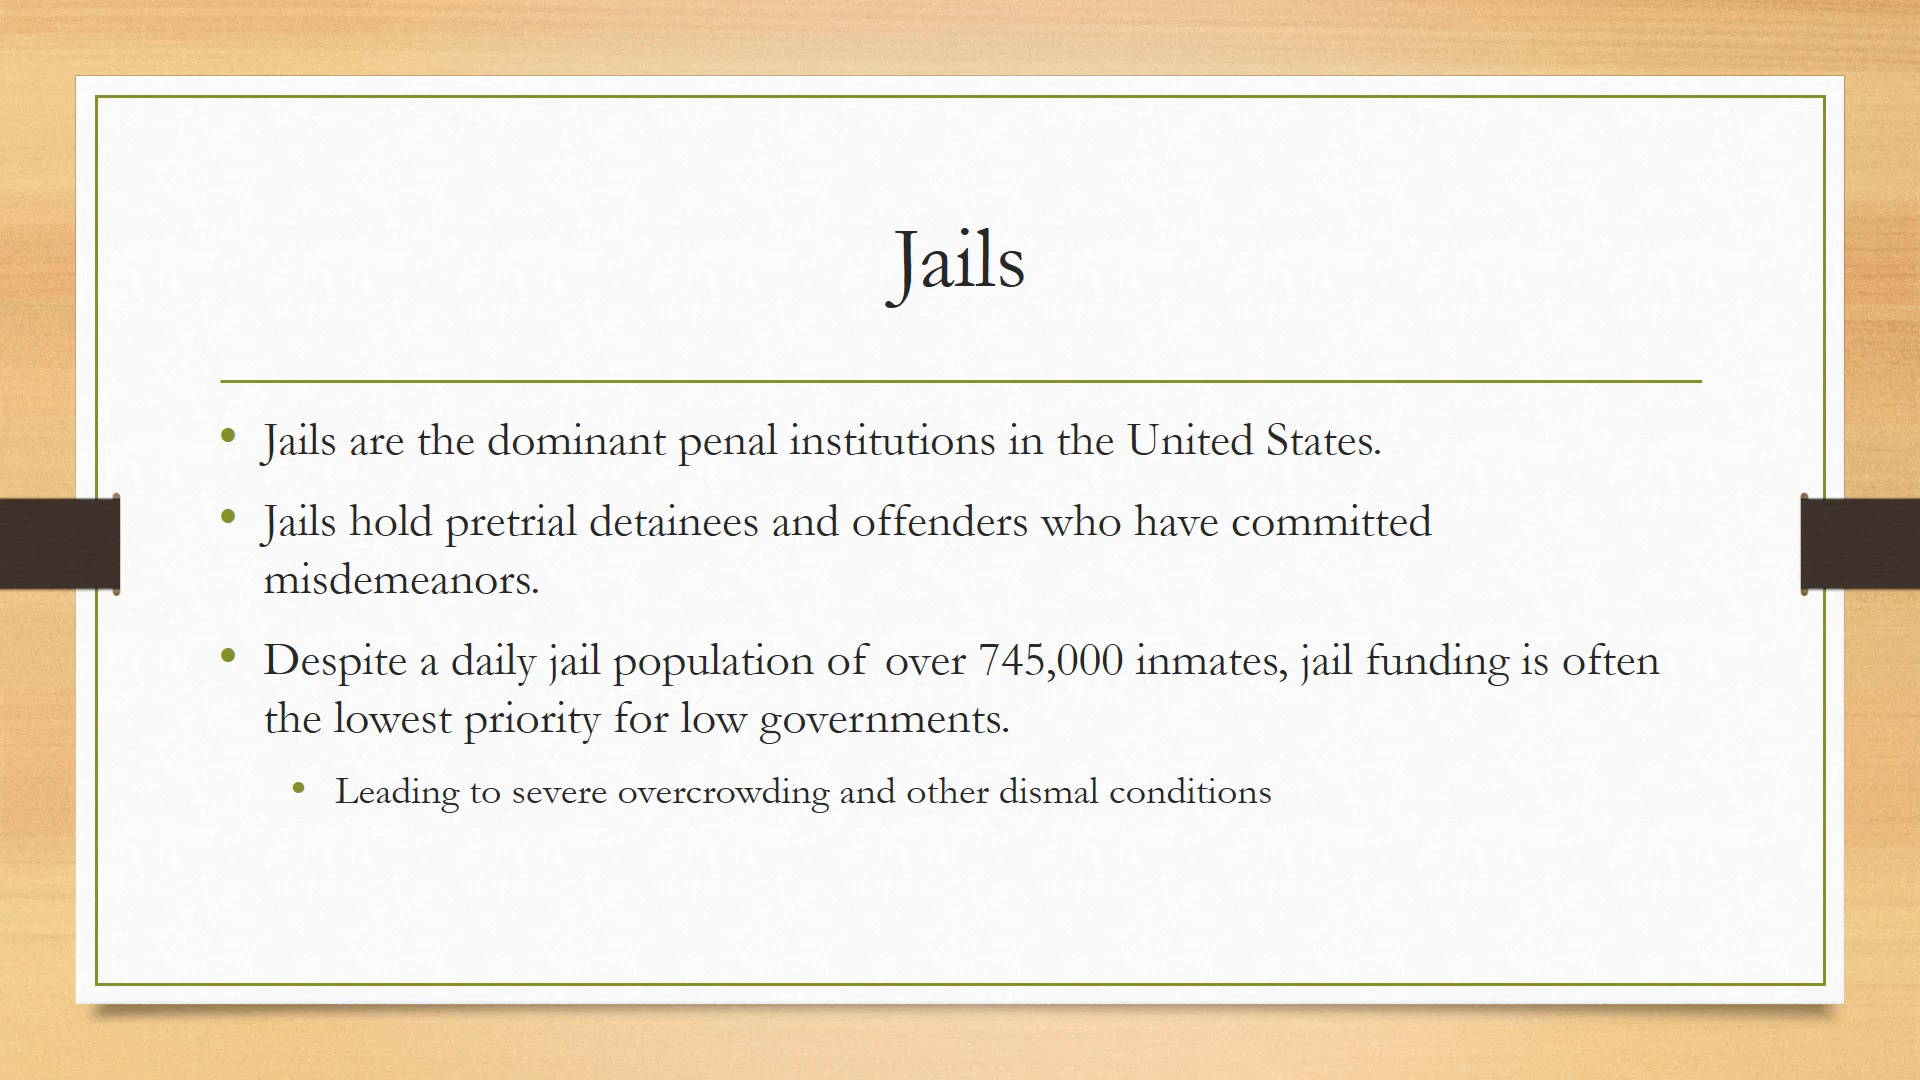 Jails
• Jails are the dominant penal institutions in the United States.
• Jails hold pretrial detainees and offenders who have committed
misdemeanors.
• Despite a daily jail population of over 745,000 inmates, jail funding is often
the lowest priority for low governments.
• Leading to severe overcrowding and other dismal conditions